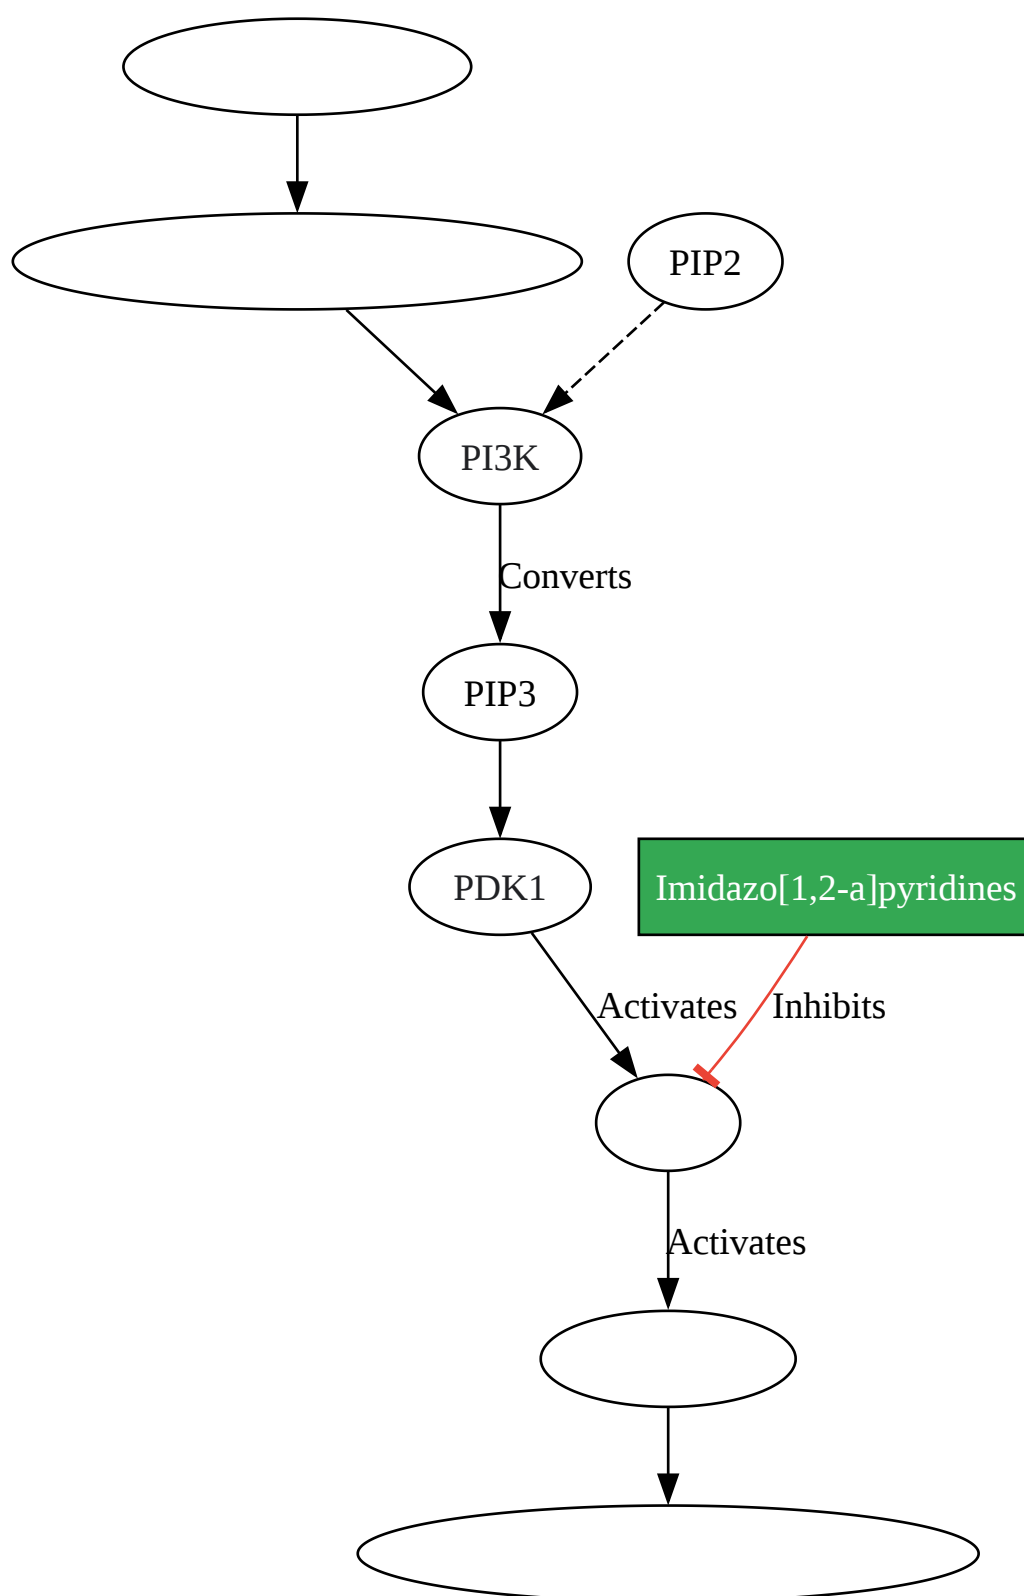 PIP2
PI3K
Converts
PIP3
PDK1
Imidazo[1,2-a]pyridines
Activates
Inhibits
Activates